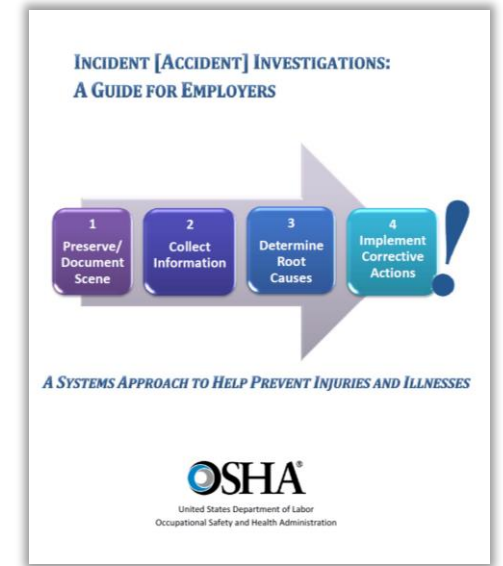 INCIDENT [ACCIDENT] INVESTIGATIONS:
A GUIDE FOR EMPLOYERS
1
Preserve/
Document
Scene
2
Collect
Information
3
Determine
Root
Causes
4
Implement
Corrective
Actions
!
A SYSTEMS APPROACH TO HELP PREVENT INJURIES AND ILLNESSES
OSHA®
United States Department of Labor
Occupational Safety and Health Administration